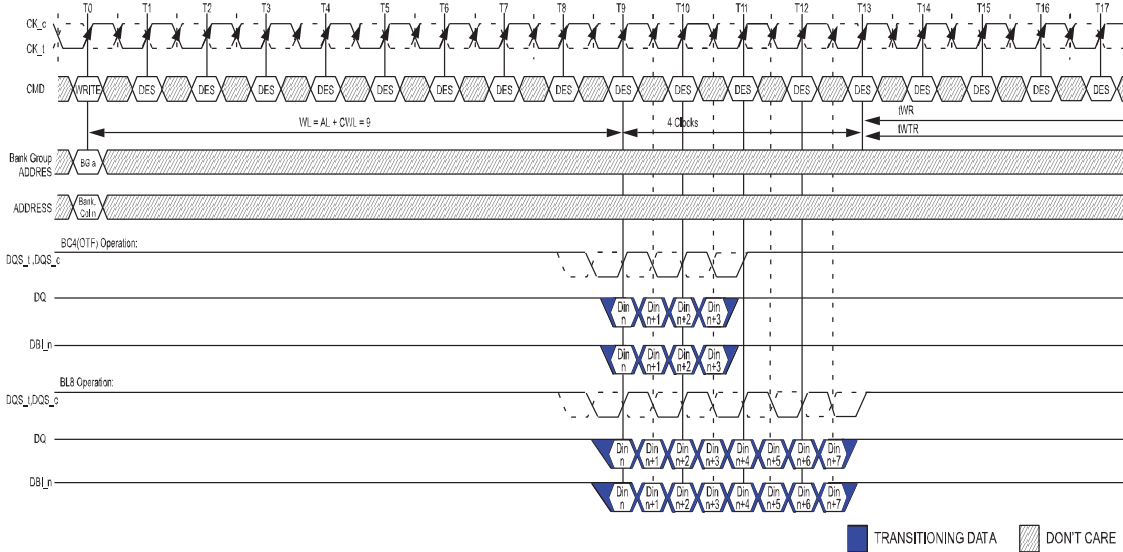 T0 T1 T2 T3 T4 T5 T6 T7 T8 T9 T10 T11 T12 T13 T14 T15 T16 T17
CK_c
CK_t
CMD WRITE DES DES DES DES DES DES DES DES DES DES DES DES DES DES DES DES DES
tWR
WL = AL + CWL = 9 4 Clocks
tWTR
Bank Group
ADDRES
BG a
ADDRESS
Bank,
Col n
BC4(OTF) Operation:
DQS_t ,DQS_c
DQ
Din Din Din Din
n n+1 n+2 n+3
DBI_n
Din Din Din Din
n n+1 n+2 n+3
BL8 Operation:
DQS_t,DQS_c
DQ
Din Din Din Din Din Din Din Din
n n+1 n+2 n+3 n+4 n+5 n+6 n+7
DBI_n
Din Din Din Din Din Din Din Din
n n+1 n+2 n+3 n+4 n+5 n+6 n+7
TRANSITIONING DATA DON'T CARE